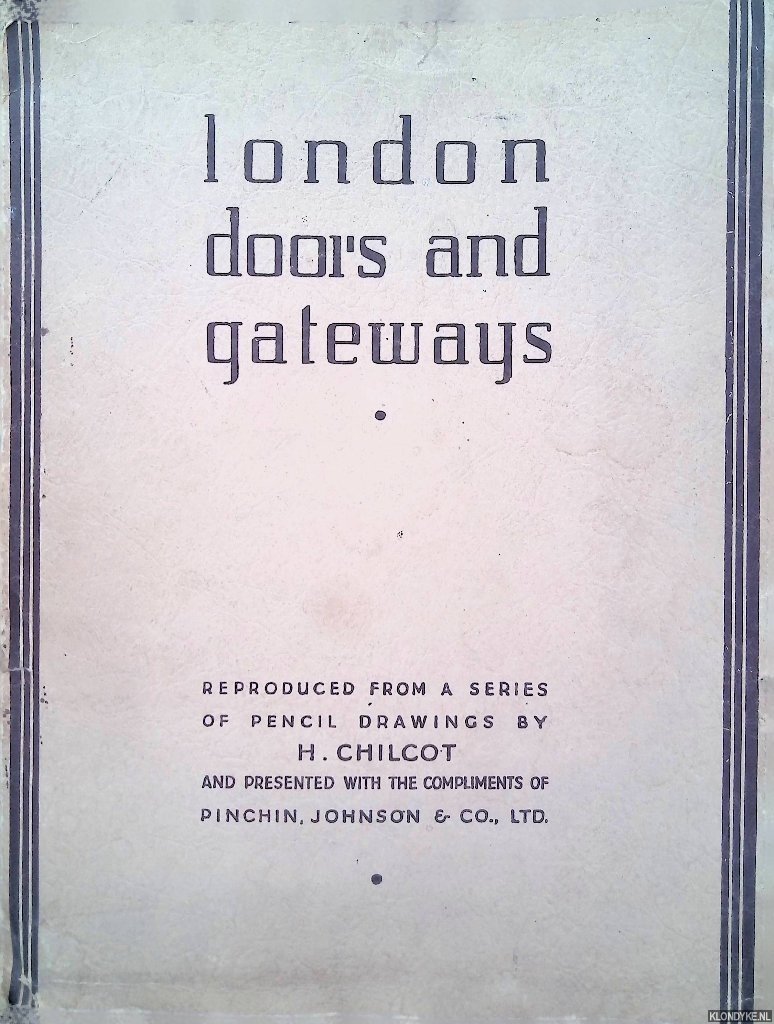 london
doors and
gateways
REPRODUCED FROM A SERIES
OF PENCIL DRAWINGS BY
H. CHILCOT
AND PRESENTED WITH THE COMPLIMENTS OF
PINCHIN, JOHNSON & CO., LTD.
KLONDYKE.NL